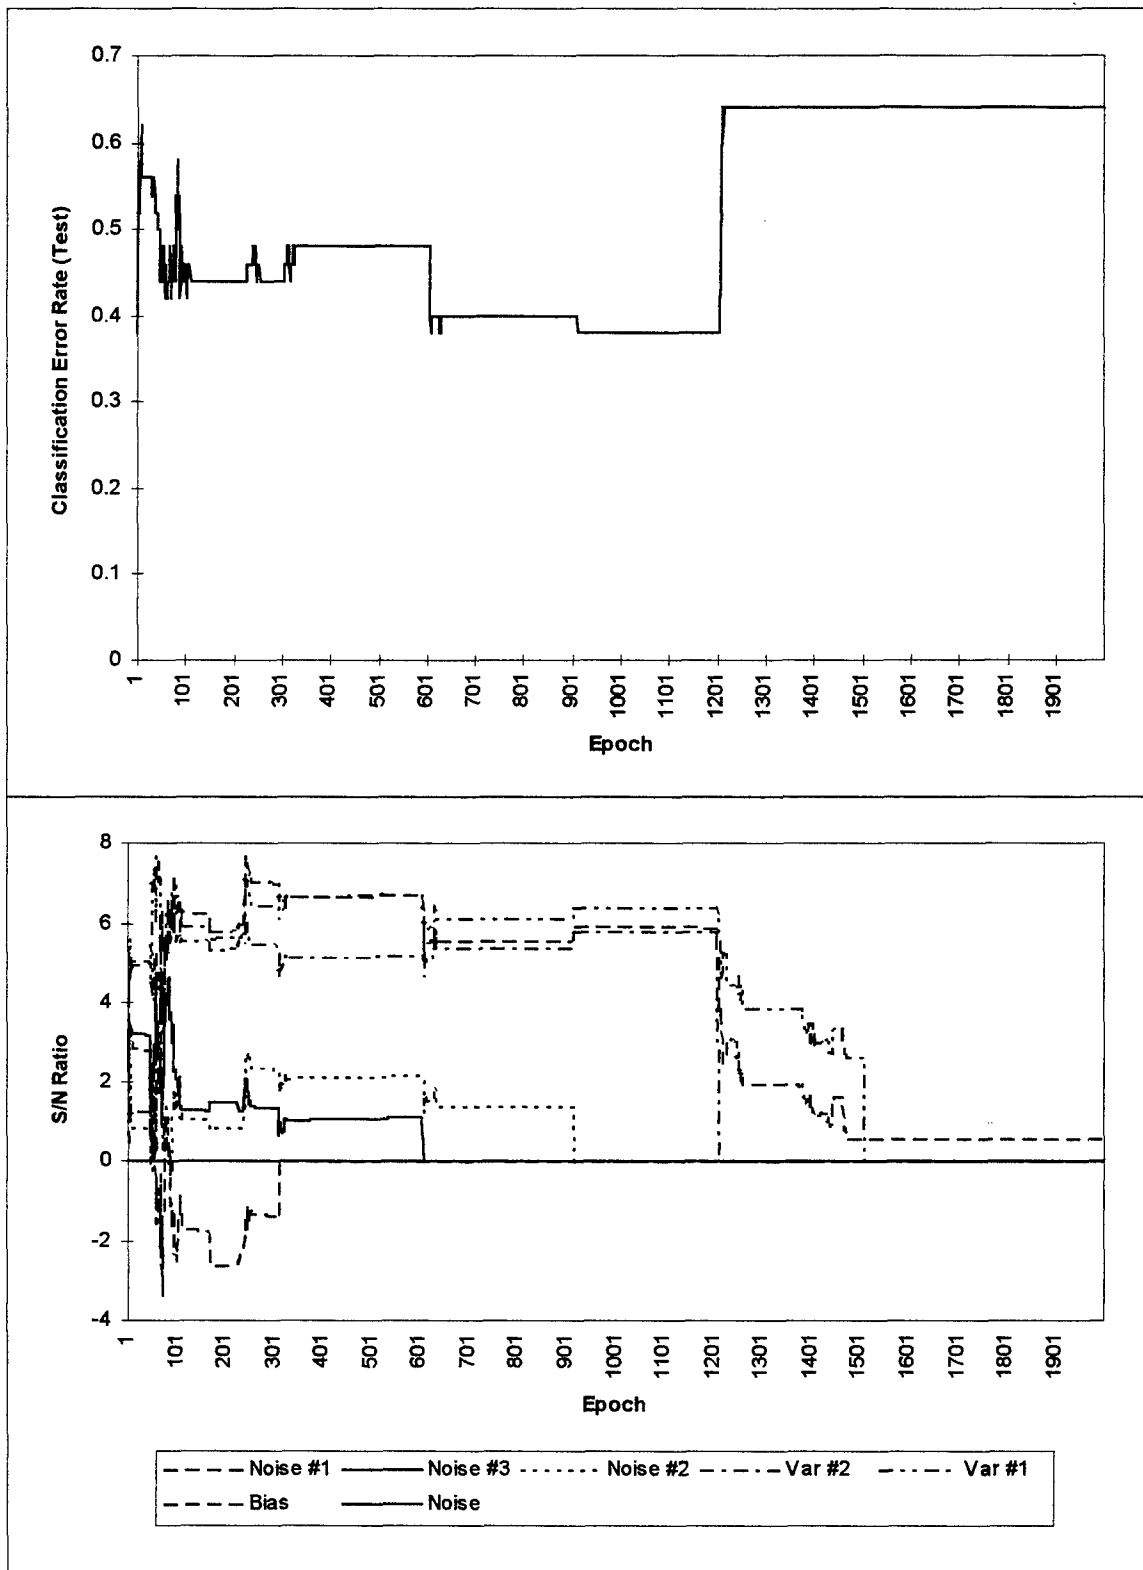 0.7
0.6
0.5
0.4
0.3
0.2
0.1
0
Classification Error Rate (Test)
1 101 201 301 401 501 601 701 801 901 1001 1101 1201 1301 1401 1501 1601 1701 1801 1901
Epoch
8
6
4
2
0
-2
-4
S/N Ratio
1 101 201 301 401 501 601 701 801 901 1001 1101 1201 1301 1401 1501 1601 1701 1801 1901
Epoch
Noise #1 Noise #3 Noise #2 Var #2 Var #1
Bias Noise